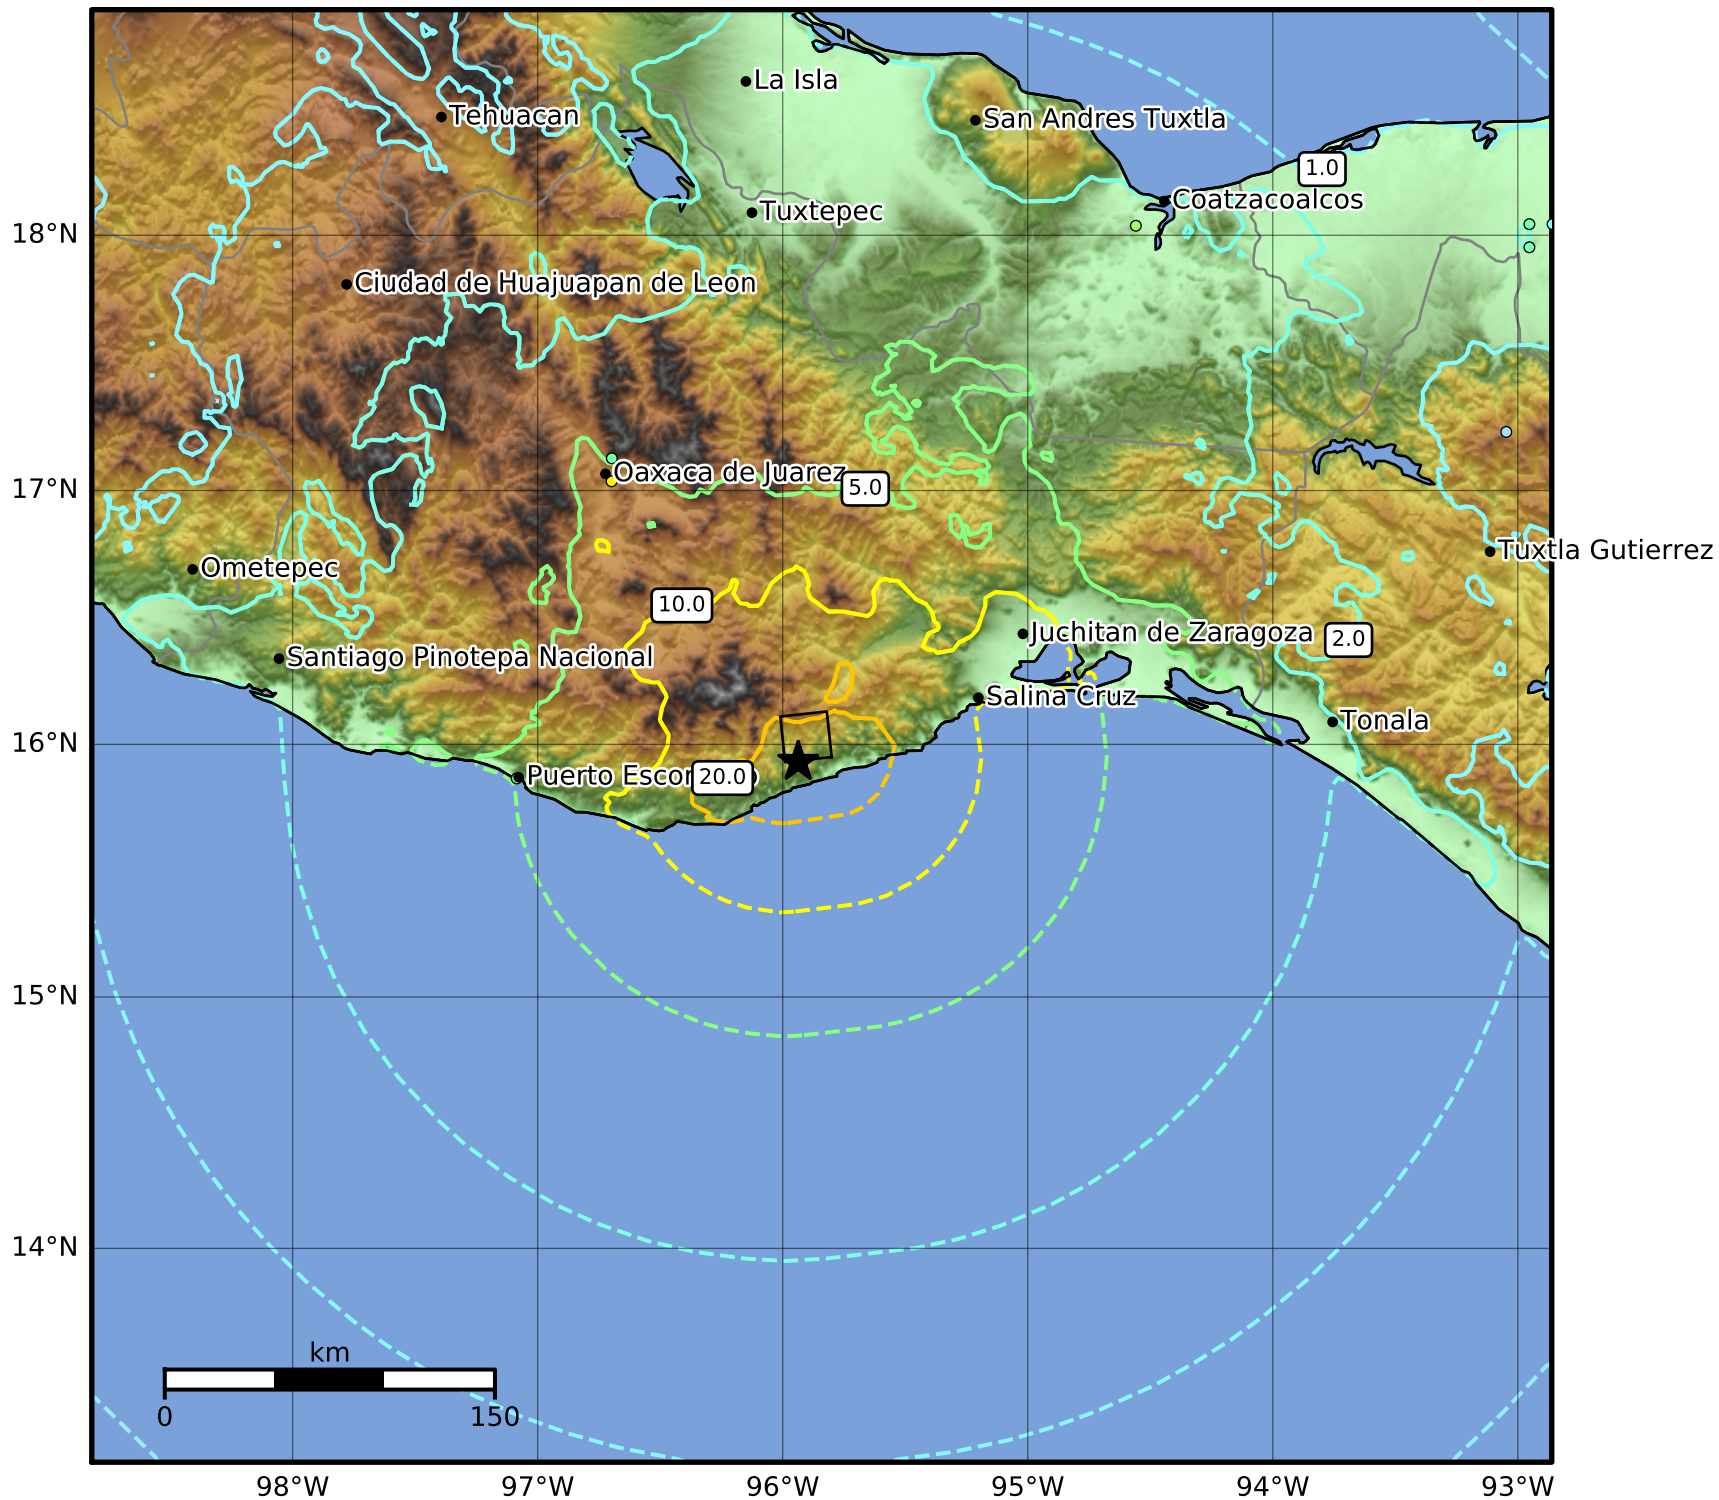 La Isla
Tehuacan
San Andres Tuxtla
1.0
Coatzacoalcos
Tuxtepec
18°N
Ciudad de Huajuapan de Leon
Oaxaca de Juarez
5.0
17°N
Tuxtla Gutierrez
Ometepec
10.0
Juchitan de Zaragoza
2.0
Santiago Pinotepa Nacional
Salina Cruz
Tonala
16°N
Puerto Escon
20.0
15°N
14°N
km
0
150
98°W
97°W
96°W
95°W
94°W
93°W